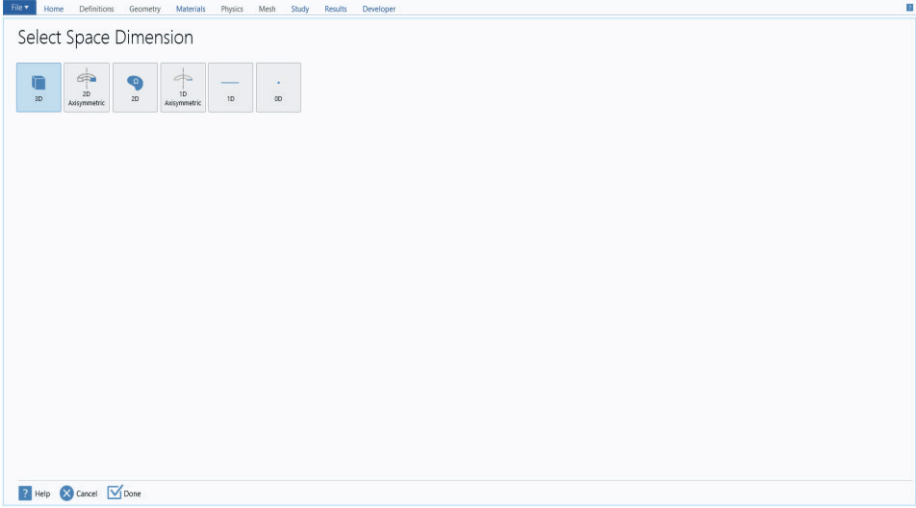 File Home Definitions Geometry Materials Physics Mesh Study Results Developer ?
Select Space Dimension
3D 2D Axisymmetric 2D 1D Axisymmetric 1D 0D
? Help Cancel Done